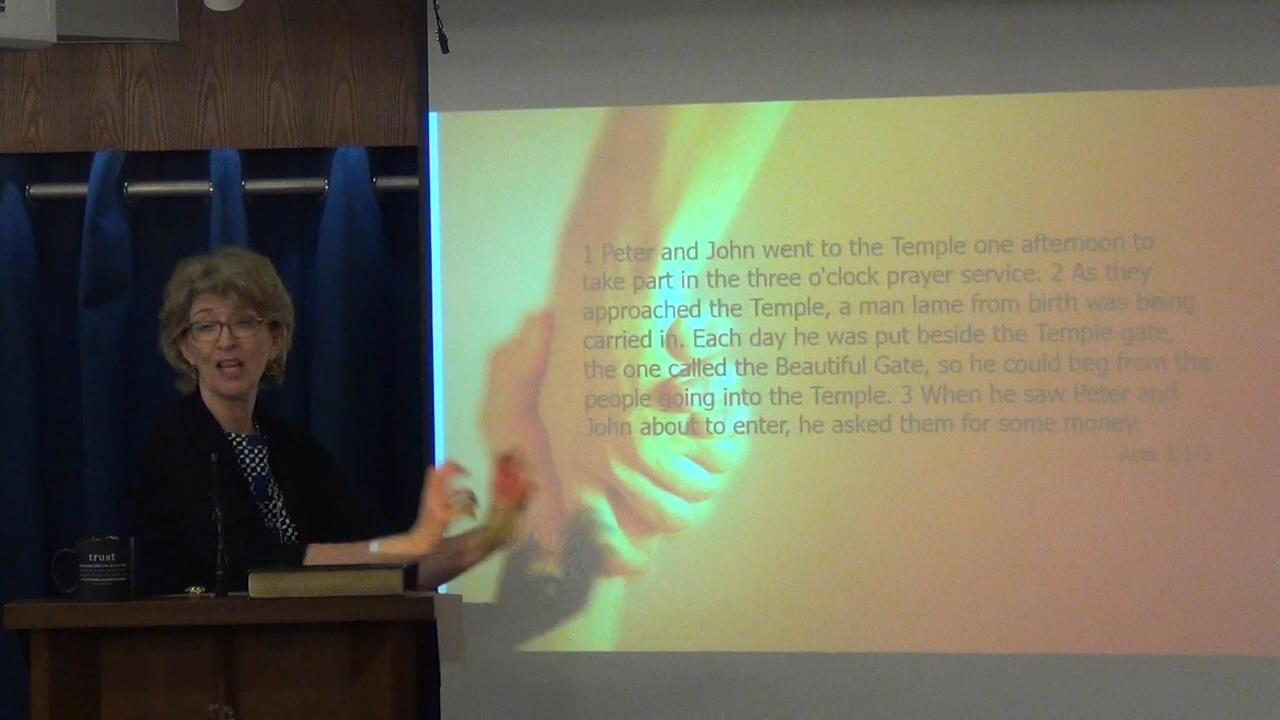 1 Peter and John went to the Temple one afternoon to
take part in the three o'clock prayer service. 2 As they
approached the Temple, a man lame from birth was being
carried in. Each day he was put beside the Temple gate,
the one called the Beautiful Gate, so he could beg from the
people going into the Temple. 3 When he saw Peter and
John about to enter, he asked them for some money.
Acts 3:1-3
trust